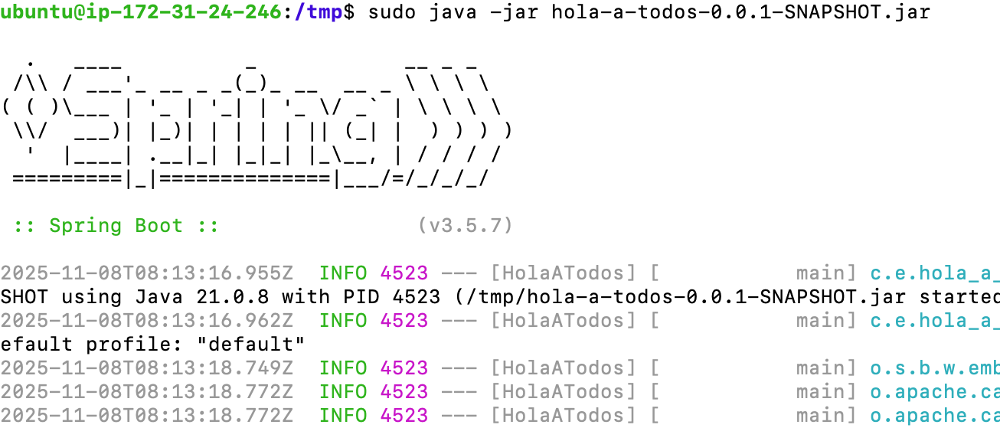 ubuntu@ip-172-31-24-246:/tmp$ sudo java -jar hola-a-todos-0.0.1-SNAPSHOT.jar
  .   ____          _            __ _ _
 /\\ / ___'_ __ _ _(_)_ __  __ _ \ \ \ \
( ( )\___ | '_ | '_| | '_ \/ _` | \ \ \ \
 \\/  ___)| |_)| | | | | || (_| |  ) ) ) )
  '  |____| .__|_| |_|_| |_\__, | / / / /
 =========|_|==============|___/=/_/_/_/
 :: Spring Boot ::                (v3.5.7)
2025-11-08T08:13:16.955Z  INFO 4523 --- [HolaATodos] [           main] c.e.hola_a_
SHOT using Java 21.0.8 with PID 4523 (/tmp/hola-a-todos-0.0.1-SNAPSHOT.jar started
2025-11-08T08:13:16.962Z  INFO 4523 --- [HolaATodos] [           main] c.e.hola_a_
efault profile: "default"
2025-11-08T08:13:18.749Z  INFO 4523 --- [HolaATodos] [           main] o.s.b.w.emb
2025-11-08T08:13:18.772Z  INFO 4523 --- [HolaATodos] [           main] o.apache.ca
2025-11-08T08:13:18.772Z  INFO 4523 --- [HolaATodos] [           main] o.apache.ca